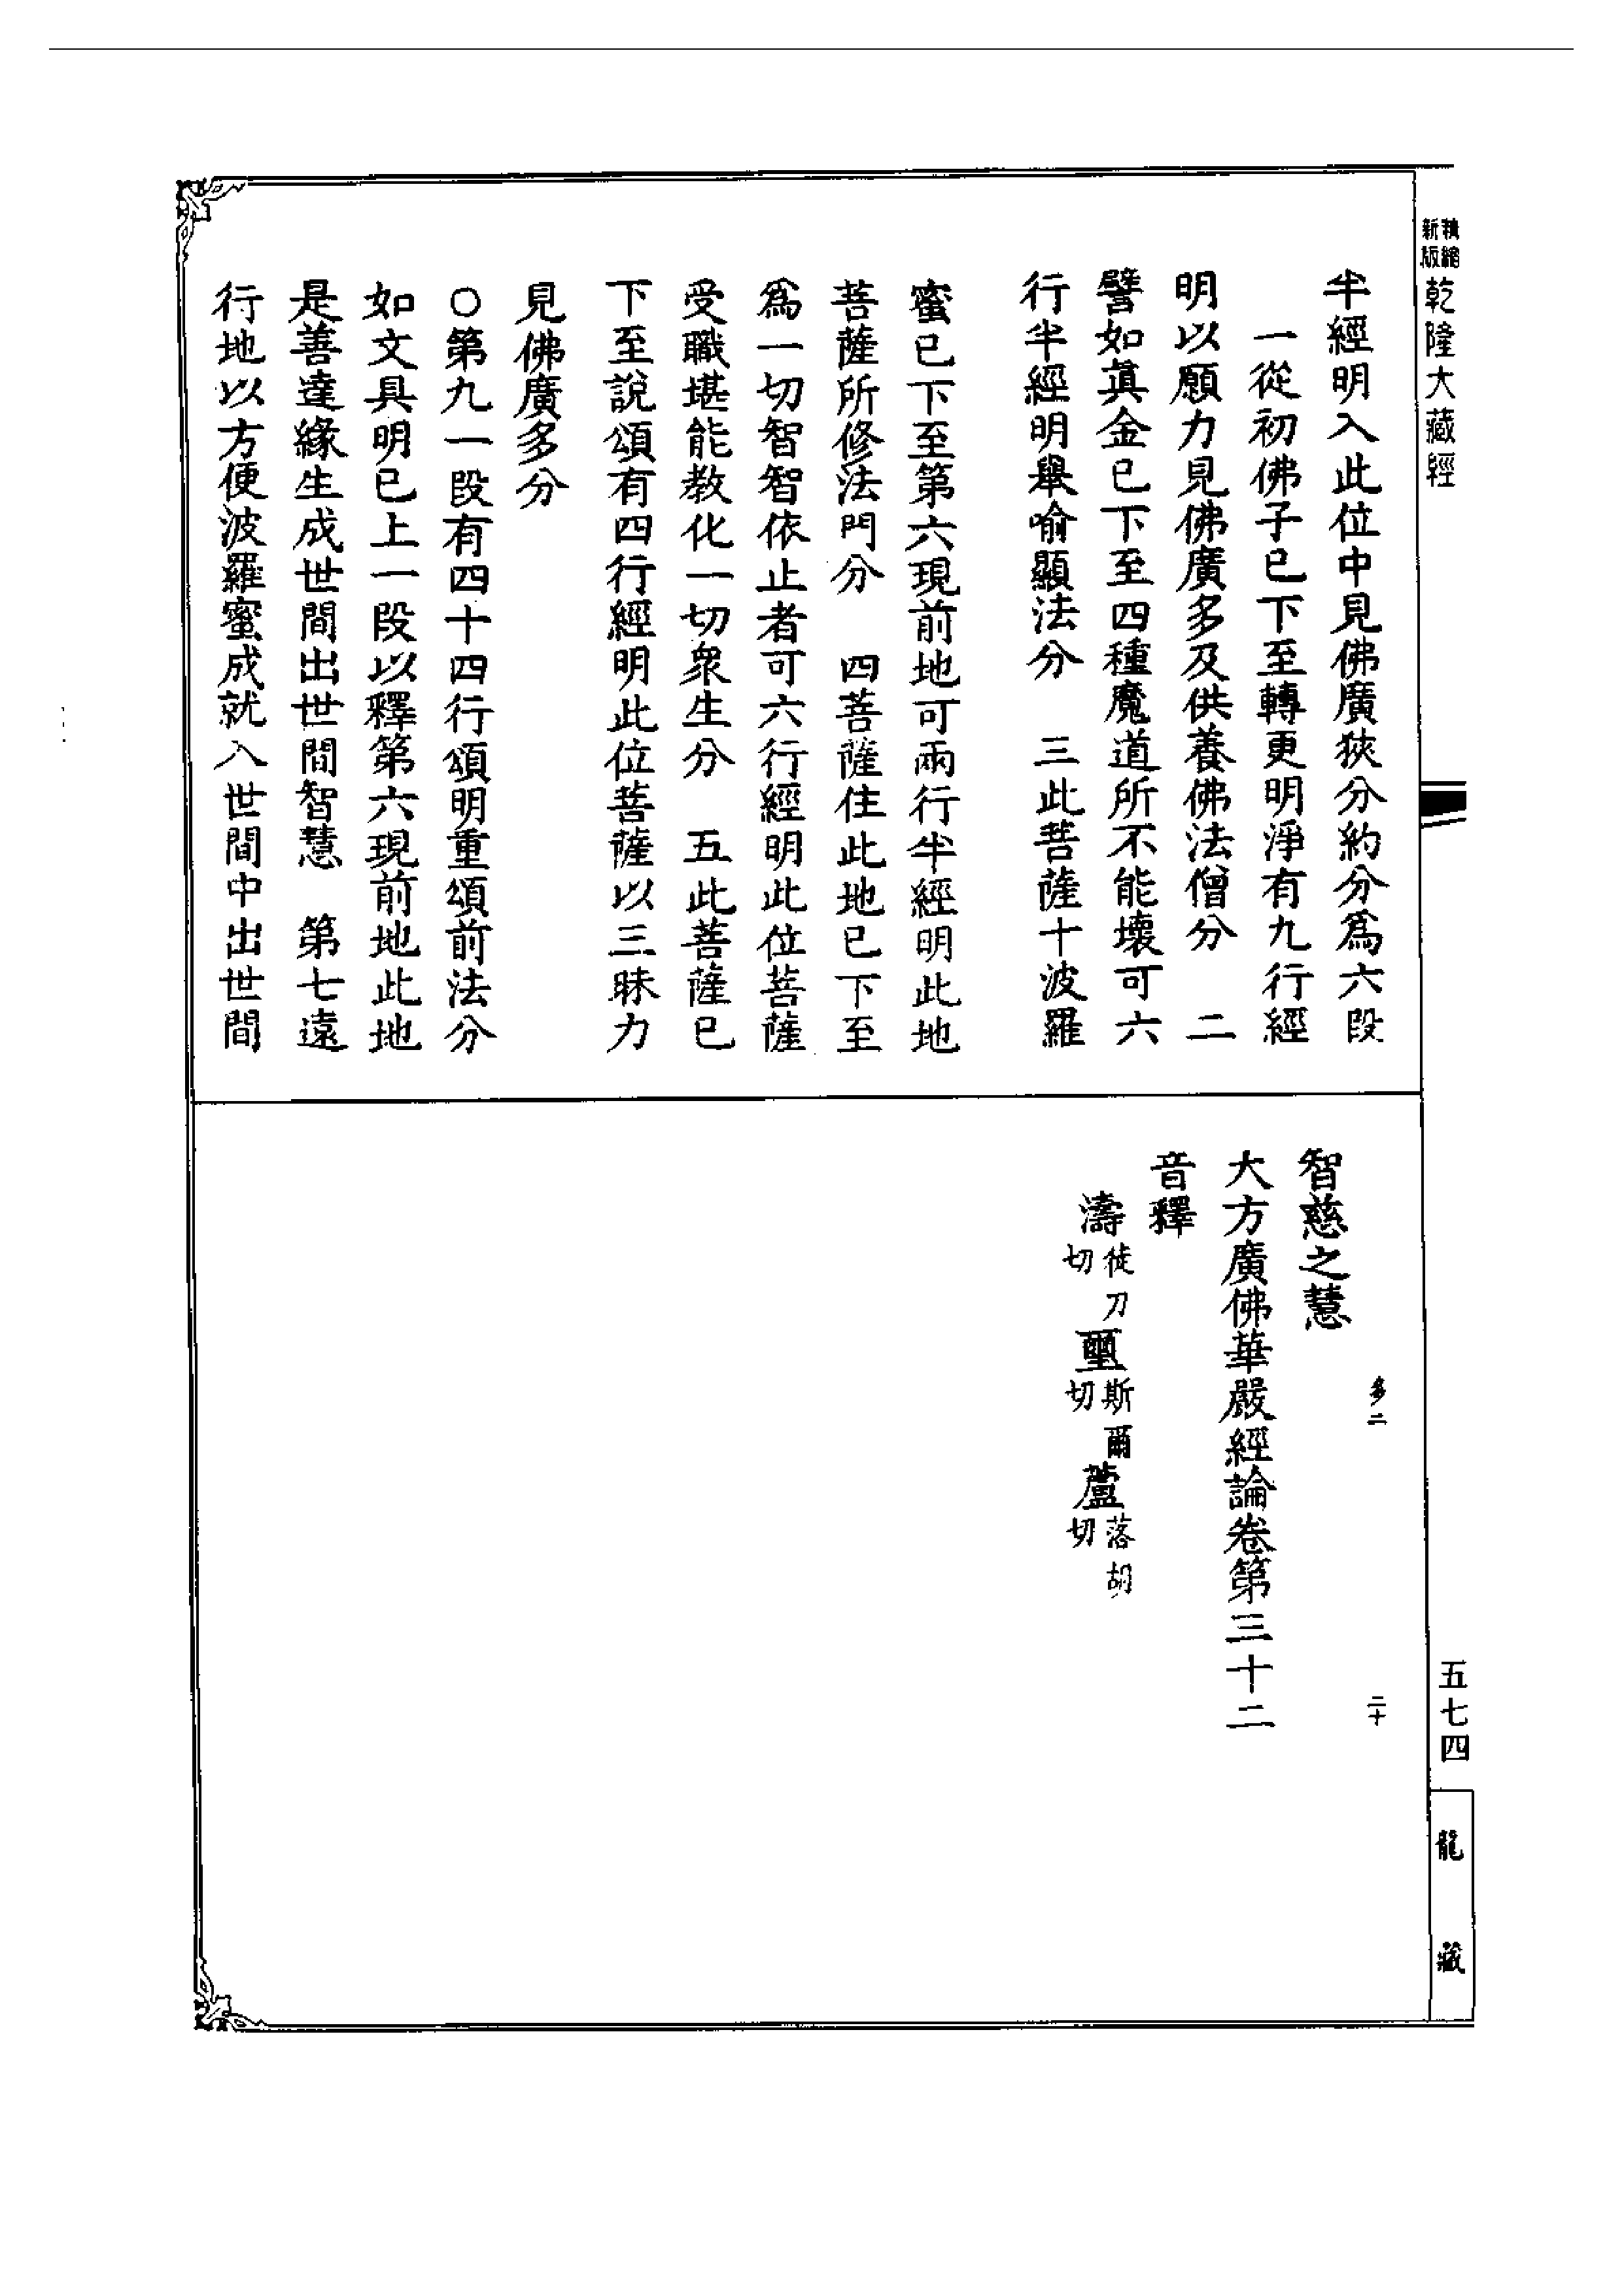 精縮新版乾隆大藏經
半經明入此位中見佛廣狹分約分爲六段
一從初佛子已下至轉更明淨有九行經
明以願力見佛廣多及供養佛法僧分　二
譬如眞金已下至四種魔道所不能壞可六
行半經明舉喻顯法分　三此菩薩十波羅
蜜已下至第六現前地可兩行半經明此地
菩薩所修法門分　四菩薩住此地已下至
爲一切智智依止者可六行經明此位菩薩
受職堪能教化一切衆生分　五此菩薩已
下至說頌有四行經明此位菩薩以三昧力
見佛廣多分
○第九一段有四十四行頌明重頌前法分
如文具明已上一段以釋第六現前地此地
是善達緣生成世間出世間智慧　第七遠
行地以方便波羅蜜成就入世間中出世間
多二
二十
智慈之慧
大方廣佛華嚴經論卷第三十二
音釋
濤徒刀切璽斯爾切蘆落胡切
五七四
龍藏